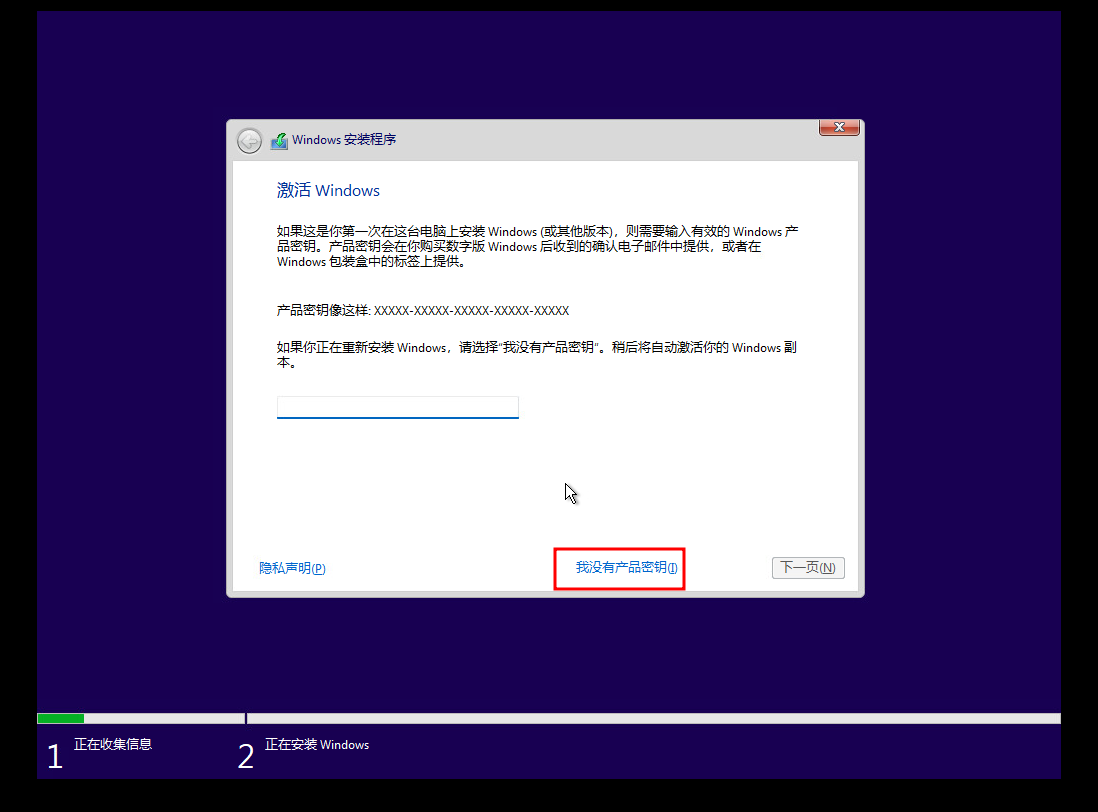 Windows 安装程序
激活 Windows
如果这是你第一次在这台电脑上安装 Windows (或其他版本)，则需要输入有效的 Windows 产
品密钥。产品密钥会在你购买数字版 Windows 后收到的确认电子邮件中提供，或者在
Windows 包装盒中的标签上提供。
产品密钥像这样: XXXXX-XXXXX-XXXXX-XXXXX-XXXXX
如果你正在重新安装 Windows，请选择“我没有产品密钥”。稍后将自动激活你的 Windows 副
本。
隐私声明(P)
我没有产品密钥(I)
下一页(N)
1 正在收集信息
2 正在安装 Windows